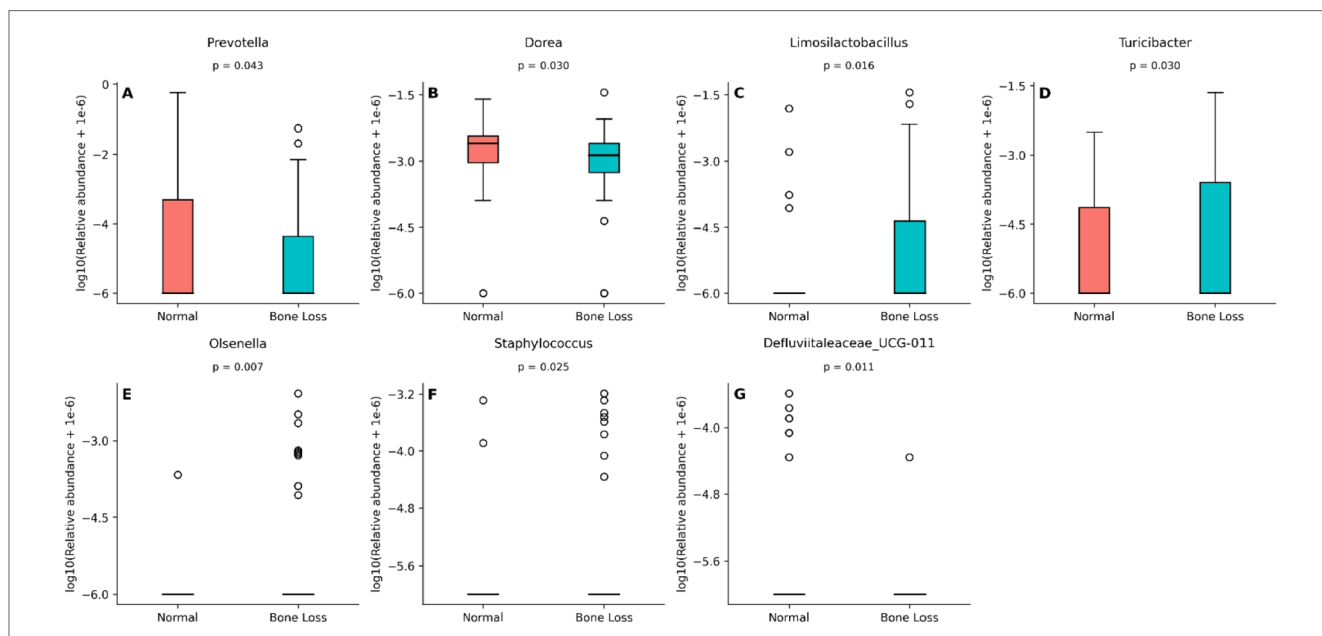 Prevotella
p = 0.043
A
log10(Relative abundance + 1e-6)
0
−2
−4
−6
Normal
Bone Loss
Dorea
p = 0.030
B
log10(Relative abundance + 1e-6)
−1.5
−3.0
−4.5
−6.0
Normal
Bone Loss
Limosilactobacillus
p = 0.016
C
log10(Relative abundance + 1e-6)
−1.5
−3.0
−4.5
−6.0
Normal
Bone Loss
Turicibacter
p = 0.030
D
log10(Relative abundance + 1e-6)
−1.5
−3.0
−4.5
−6.0
Normal
Bone Loss
Olsenella
p = 0.007
E
log10(Relative abundance + 1e-6)
−3.0
−4.5
−6.0
Normal
Bone Loss
Staphylococcus
p = 0.025
F
log10(Relative abundance + 1e-6)
−3.2
−4.0
−4.8
−5.6
Normal
Bone Loss
Defluviitaleaceae_UCG-011
p = 0.011
G
log10(Relative abundance + 1e-6)
−4.0
−4.8
−5.6
Normal
Bone Loss